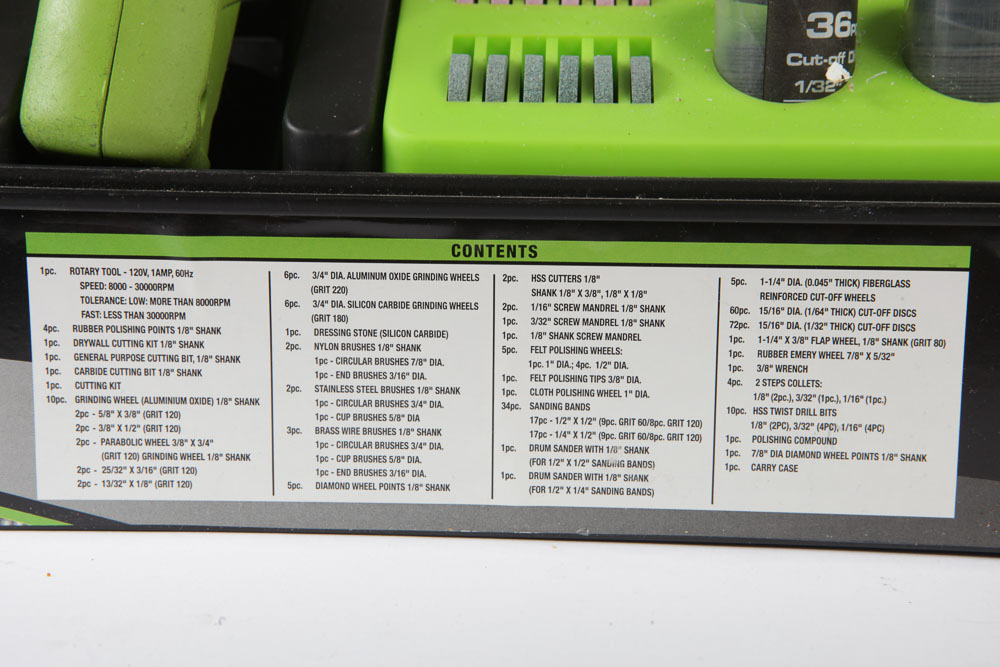 36
Cut-off
1/32"
CONTENTS
1pc. ROTARY TOOL - 120V, 1AMP, 60Hz
SPEED: 8000 - 30000RPM
TOLERANCE: LOW: MORE THAN 8000RPM
FAST: LESS THAN 30000RPM
4pc. RUBBER POLISHING POINTS 1/8" SHANK
1pc. DRYWALL CUTTING KIT 1/8" SHANK
1pc. GENERAL PURPOSE CUTTING BIT, 1/8" SHANK
1pc. CARBIDE CUTTING BIT 1/8" SHANK
1pc. CUTTING KIT
10pc. GRINDING WHEEL (ALUMINIUM OXIDE) 1/8" SHANK
2pc - 5/8" X 3/8" (GRIT 120)
2pc - 3/8" X 1/2" (GRIT 120)
2pc - PARABOLIC WHEEL 3/8" X 3/4"
(GRIT 120) GRINDING WHEEL 1/8" SHANK
2pc - 25/32" X 3/16" (GRIT 120)
2pc - 13/32" X 1/8" (GRIT 120)
6pc. 3/4" DIA. ALUMINUM OXIDE GRINDING WHEELS
(GRIT 220)
6pc. 3/4" DIA. SILICON CARBIDE GRINDING WHEELS
(GRIT 180)
1pc. DRESSING STONE (SILICON CARBIDE)
2pc. NYLON BRUSHES 1/8" SHANK
1pc - CIRCULAR BRUSHES 7/8" DIA.
1pc - END BRUSHES 3/16" DIA.
2pc. STAINLESS STEEL BRUSHES 1/8" SHANK
1pc - CIRCULAR BRUSHES 3/4" DIA.
1pc - CUP BRUSHES 5/8" DIA
3pc. BRASS WIRE BRUSHES 1/8" SHANK
1pc - CIRCULAR BRUSHES 3/4" DIA.
1pc - CUP BRUSHES 5/8" DIA.
1pc - END BRUSHES 3/16" DIA.
5pc. DIAMOND WHEEL POINTS 1/8" SHANK
2pc. HSS CUTTERS 1/8"
SHANK 1/8" X 3/8", 1/8" X 1/8"
2pc. 1/16" SCREW MANDREL 1/8" SHANK
1pc. 3/32" SCREW MANDREL 1/8" SHANK
1pc. 1/8" SHANK SCREW MANDREL
5pc. FELT POLISHING WHEELS:
1pc. 1" DIA.; 4pc. 1/2" DIA.
1pc. FELT POLISHING TIPS 3/8" DIA.
1pc. CLOTH POLISHING WHEEL 1" DIA.
34pc. SANDING BANDS
17pc - 1/2" X 1/2" (9pc. GRIT 60/8pc. GRIT 120)
17pc - 1/4" X 1/2" (9pc. GRIT 60/8pc. GRIT 120)
1pc. DRUM SANDER WITH 1/8" SHANK
(FOR 1/2" X 1/2" SANDING BANDS)
1pc. DRUM SANDER WITH 1/8" SHANK
(FOR 1/2" X 1/4" SANDING BANDS)
5pc. 1-1/4" DIA. (0.045" THICK) FIBERGLASS
REINFORCED CUT-OFF WHEELS
60pc. 15/16" DIA. (1/64" THICK) CUT-OFF DISCS
72pc. 15/16" DIA. (1/32" THICK) CUT-OFF DISCS
1pc. 1-1/4" X 3/8" FLAP WHEEL, 1/8" SHANK (GRIT 80)
1pc. RUBBER EMERY WHEEL 7/8" X 5/32"
1pc. 3/8" WRENCH
4pc. 2 STEPS COLLETS:
1/8" (2pc.), 3/32" (1pc.), 1/16" (1pc.)
10pc. HSS TWIST DRILL BITS
1/8" (2PC), 3/32" (4PC), 1/16" (4PC)
1pc. POLISHING COMPOUND
1pc. 7/8" DIA DIAMOND WHEEL POINTS 1/8" SHANK
1pc. CARRY CASE